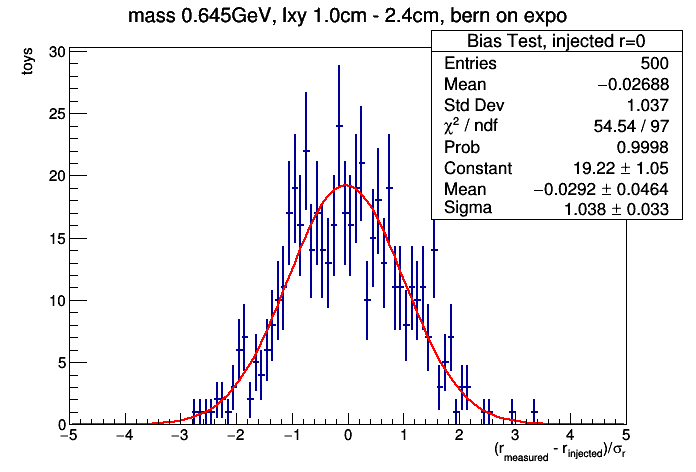 mass 0.645GeV, lxy 1.0cm - 2.4cm, bern on expo
toys
Bias Test, injected r=0
Entries 500
Mean −0.02688
Std Dev 1.037
χ² / ndf 54.54 / 97
Prob 0.9998
Constant 19.22 ± 1.05
Mean −0.0292 ± 0.0464
Sigma 1.038 ± 0.033
30
25
20
15
10
5
0
−5 −4 −3 −2 −1 0 1 2 3 4 5
(r_measured - r_injected)/σ_r